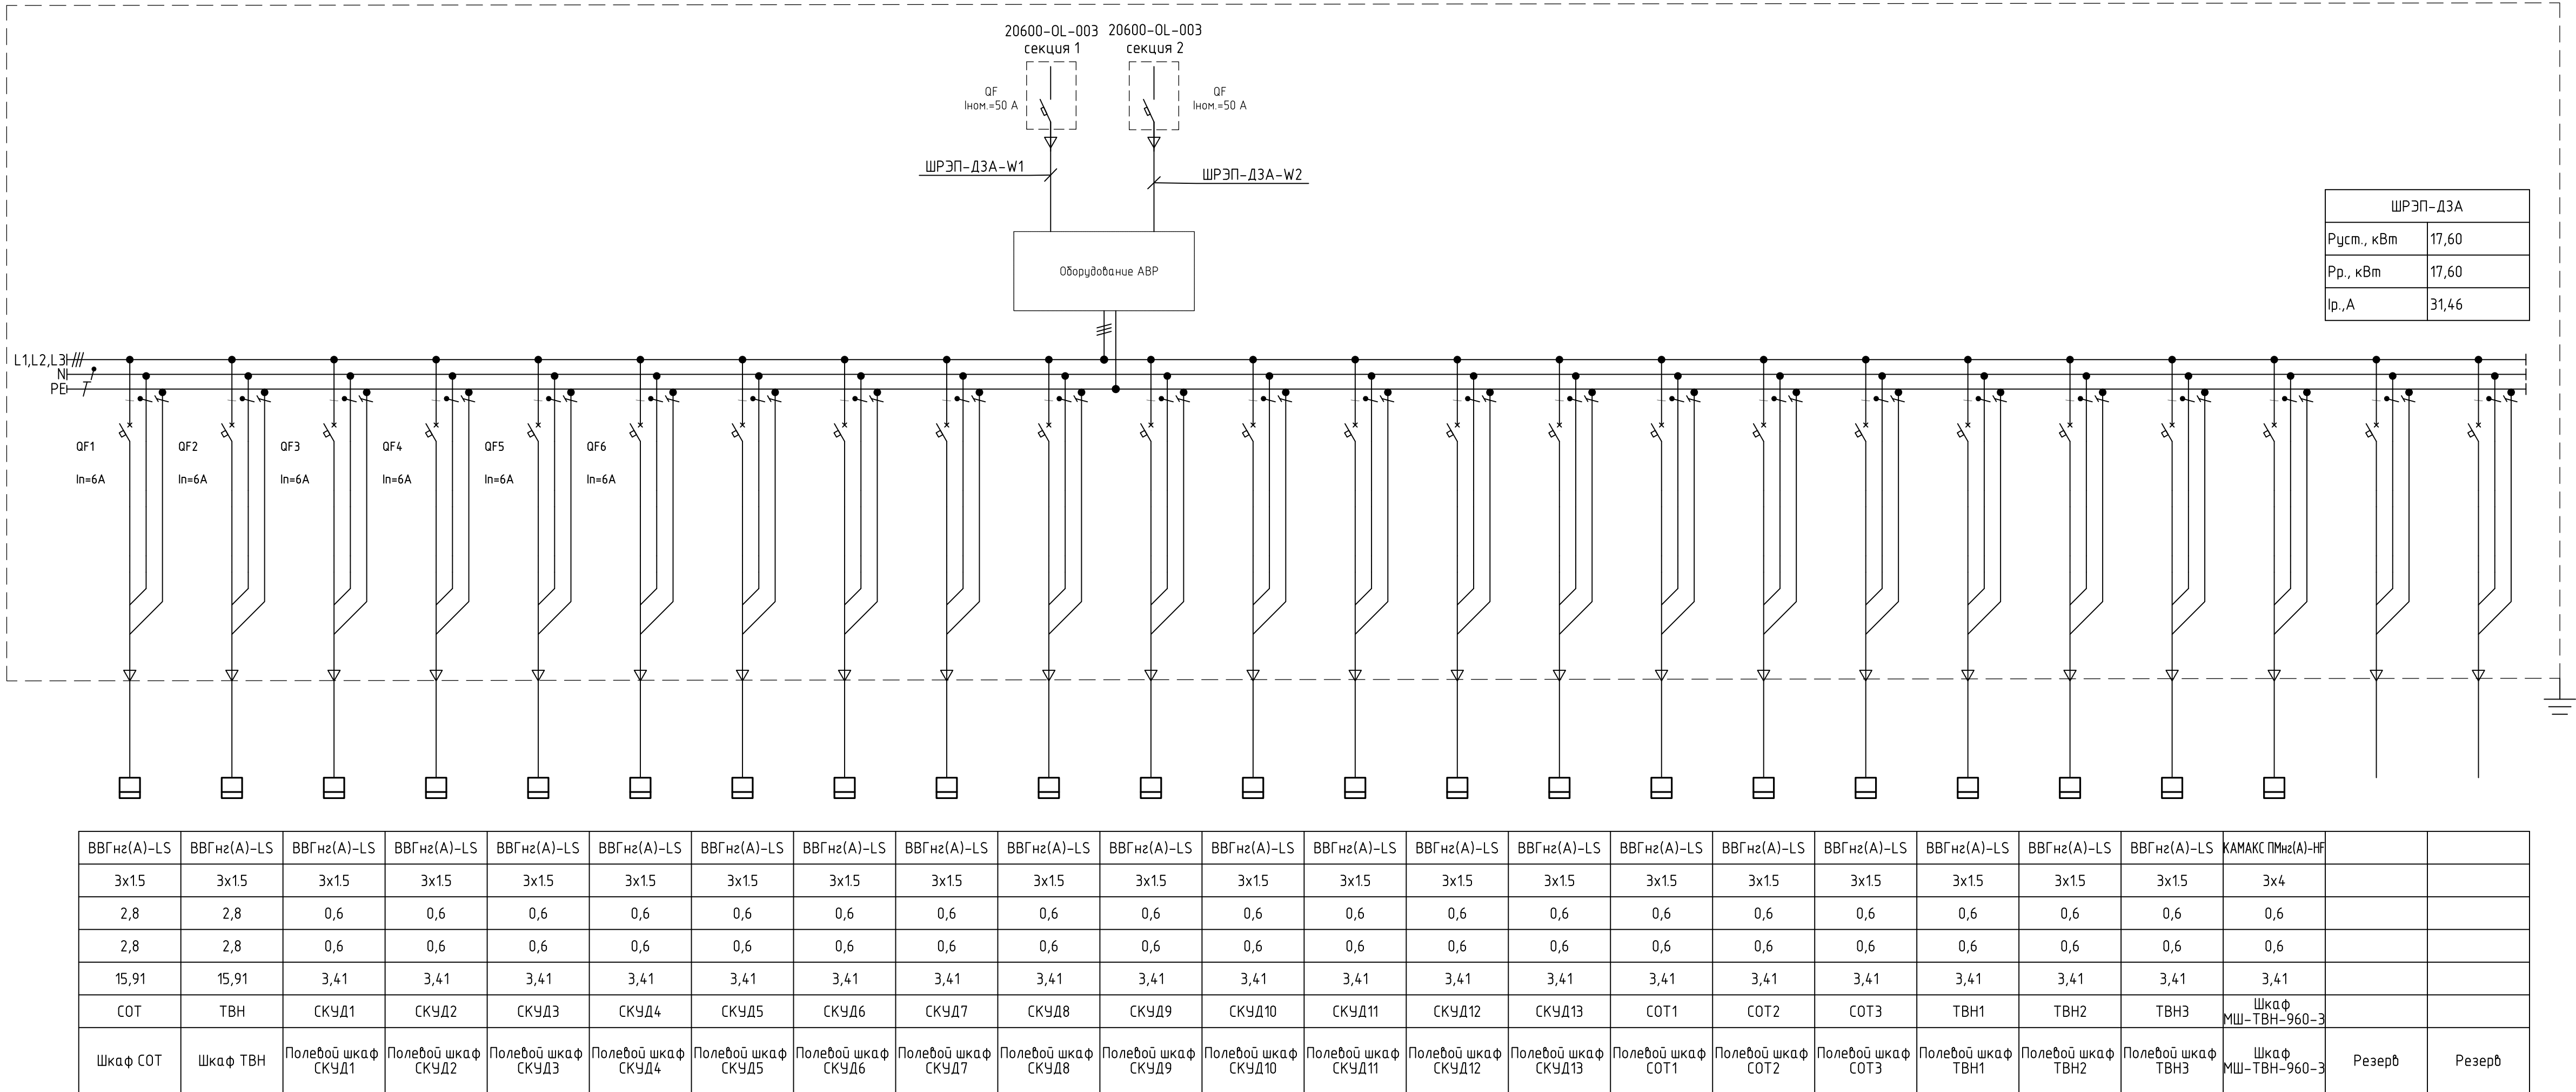 20600-OL-003 20600-OL-003
секция 1 секция 2
QF QF
Iном.=50 А Iном.=50 А
ШРЭП-ДЗА-W1
ШРЭП-ДЗА-W2
ШРЭП-ДЗА
Руст., кВт 17,60
Рр., кВт 17,60
Iр.,А 31,46
Оборудование АВР
L1,L2,L3
N
PE
QF1 QF2 QF3 QF4 QF5 QF6
In=6A In=6A In=6A In=6A In=6A In=6A
ВВГнг(А)-LS ВВГнг(А)-LS ВВГнг(А)-LS ВВГнг(А)-LS ВВГнг(А)-LS ВВГнг(А)-LS ВВГнг(А)-LS ВВГнг(А)-LS ВВГнг(А)-LS ВВГнг(А)-LS ВВГнг(А)-LS ВВГнг(А)-LS ВВГнг(А)-LS ВВГнг(А)-LS ВВГнг(А)-LS ВВГнг(А)-LS ВВГнг(А)-LS ВВГнг(А)-LS ВВГнг(А)-LS ВВГнг(А)-LS ВВГнг(А)-LS КАМАКС ПМнг(А)-HF
3х1.5 3х1.5 3х1.5 3х1.5 3х1.5 3х1.5 3х1.5 3х1.5 3х1.5 3х1.5 3х1.5 3х1.5 3х1.5 3х1.5 3х1.5 3х1.5 3х1.5 3х1.5 3х1.5 3х1.5 3х1.5 3х4
2,8 2,8 0,6 0,6 0,6 0,6 0,6 0,6 0,6 0,6 0,6 0,6 0,6 0,6 0,6 0,6 0,6 0,6 0,6 0,6 0,6 0,6
2,8 2,8 0,6 0,6 0,6 0,6 0,6 0,6 0,6 0,6 0,6 0,6 0,6 0,6 0,6 0,6 0,6 0,6 0,6 0,6 0,6 0,6
15,91 15,91 3,41 3,41 3,41 3,41 3,41 3,41 3,41 3,41 3,41 3,41 3,41 3,41 3,41 3,41 3,41 3,41 3,41 3,41 3,41 3,41
СОТ ТВН СКУД1 СКУД2 СКУД3 СКУД4 СКУД5 СКУД6 СКУД7 СКУД8 СКУД9 СКУД10 СКУД11 СКУД12 СКУД13 СОТ1 СОТ2 СОТ3 ТВН1 ТВН2 ТВН3 Шкаф
МШ-ТВН-960-3
Шкаф СОТ Шкаф ТВН Полевой шкаф Полевой шкаф Полевой шкаф Полевой шкаф Полевой шкаф Полевой шкаф Полевой шкаф Полевой шкаф Полевой шкаф Полевой шкаф Полевой шкаф Полевой шкаф Полевой шкаф Полевой шкаф Полевой шкаф Полевой шкаф Полевой шкаф Полевой шкаф Полевой шкаф Шкаф Резерв Резерв
СКУД1 СКУД2 СКУД3 СКУД4 СКУД5 СКУД6 СКУД7 СКУД8 СКУД9 СКУД10 СКУД11 СКУД12 СКУД13 СОТ1 СОТ2 СОТ3 ТВН1 ТВН2 ТВН3 МШ-ТВН-960-3